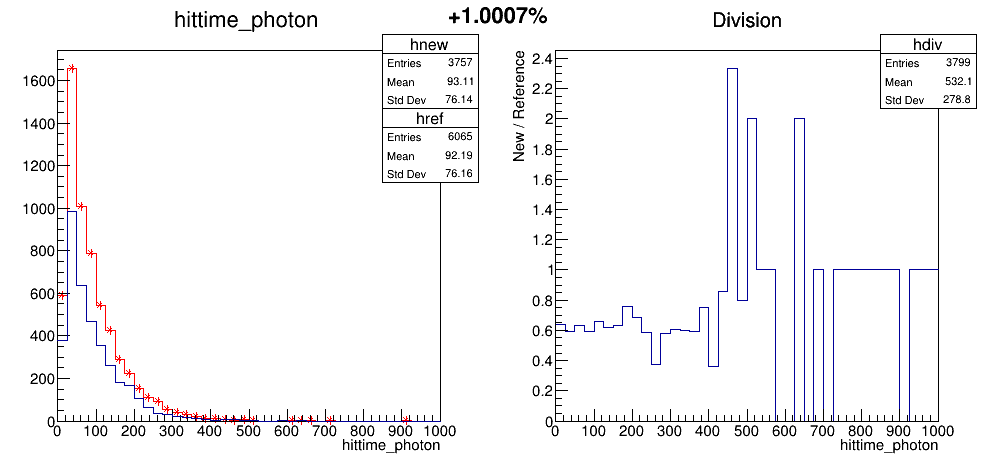 +1.0007%
hittime_photon
hnew
Entries 3757
Mean 93.11
Std Dev 76.14
href
Entries 6065
Mean 92.19
Std Dev 76.16
1600
1400
1200
1000
800
600
400
200
0
0 100 200 300 400 500 600 700 800 900 1000
hittime_photon
Division
hdiv
Entries 3799
Mean 532.1
Std Dev 278.8
New / Reference
2.4
2.2
2
1.8
1.6
1.4
1.2
1
0.8
0.6
0.4
0.2
0
0 100 200 300 400 500 600 700 800 900 1000
hittime_photon